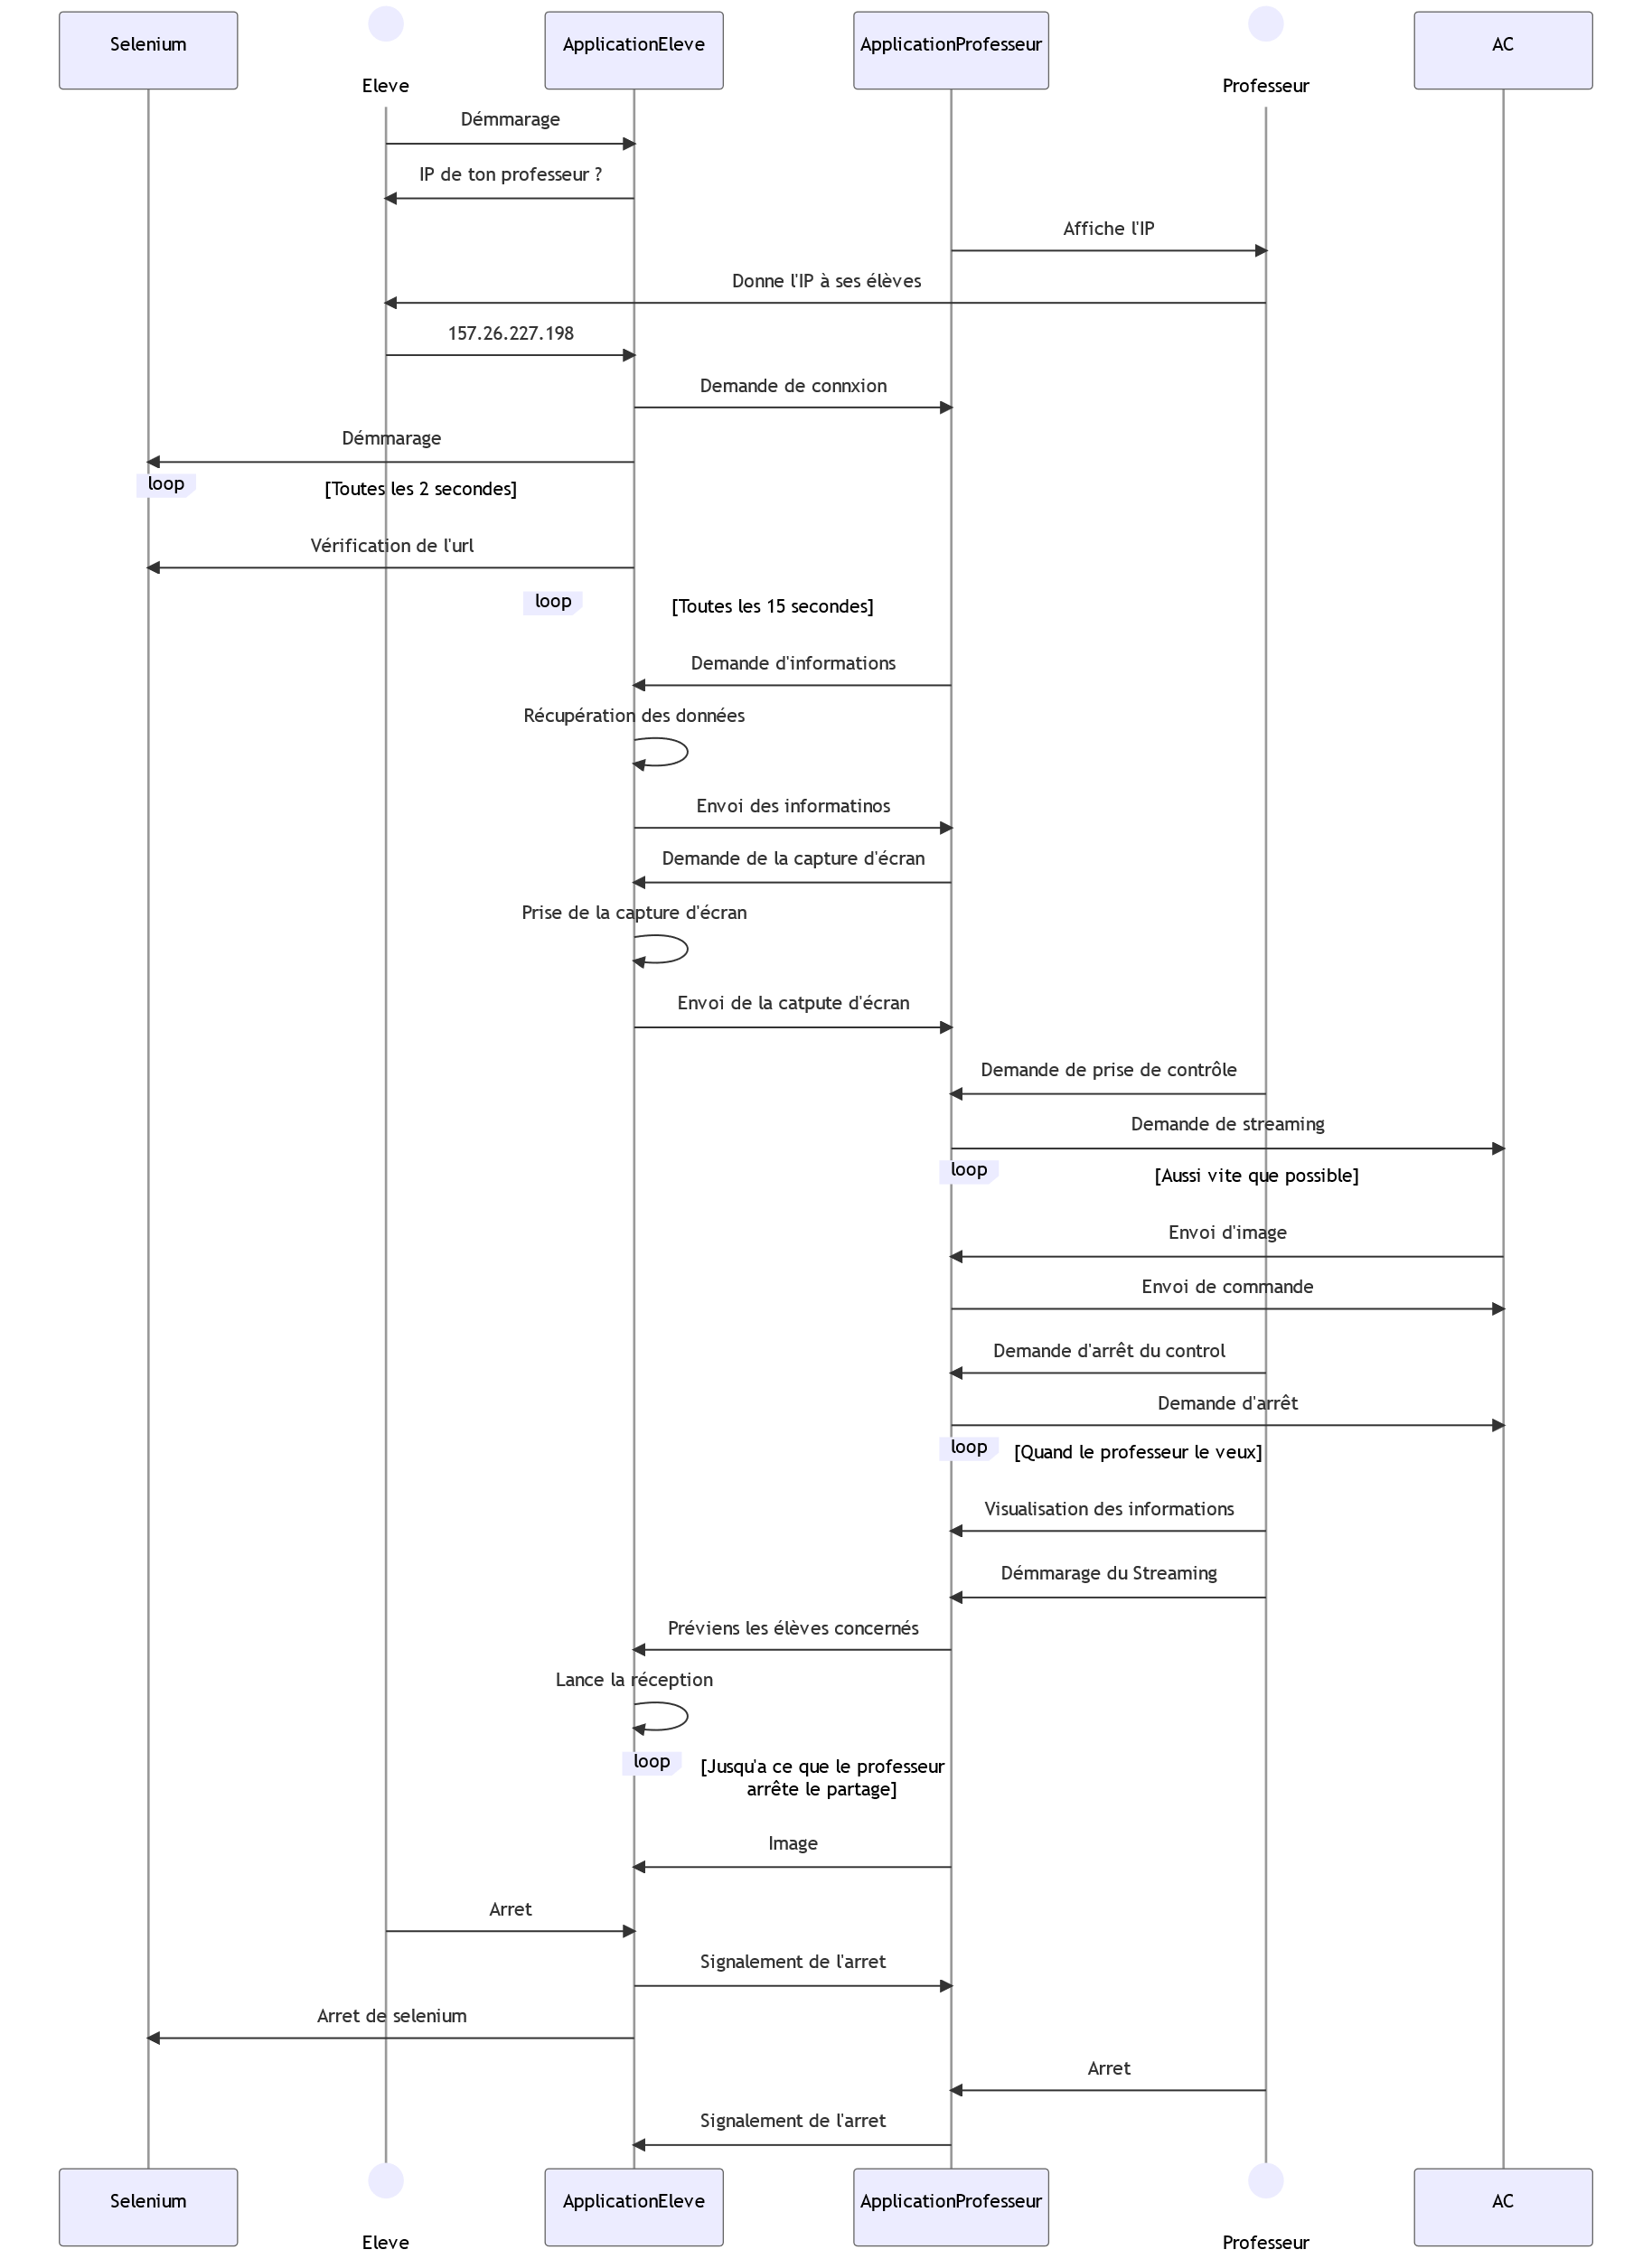 Selenium
Eleve
ApplicationEleve
ApplicationProfesseur
Professeur
AC
Démmarage
IP de ton professeur ?
Affiche l'IP
Donne l'IP à ses élèves
157.26.227.198
Demande de connxion
Démmarage
loop
[Toutes les 2 secondes]
Vérification de l'url
loop
[Toutes les 15 secondes]
Demande d'informations
Récupération des données
Envoi des informatinos
Demande de la capture d'écran
Prise de la capture d'écran
Envoi de la catpute d'écran
Demande de prise de contrôle
Demande de streaming
loop
[Aussi vite que possible]
Envoi d'image
Envoi de commande
Demande d'arrêt du control
Demande d'arrêt
loop
[Quand le professeur le veux]
Visualisation des informations
Démmarage du Streaming
Préviens les élèves concernés
Lance la réception
loop
[Jusqu'a ce que le professeur
arrête le partage]
Image
Arret
Signalement de l'arret
Arret de selenium
Arret
Signalement de l'arret
Selenium
Eleve
ApplicationEleve
ApplicationProfesseur
Professeur
AC